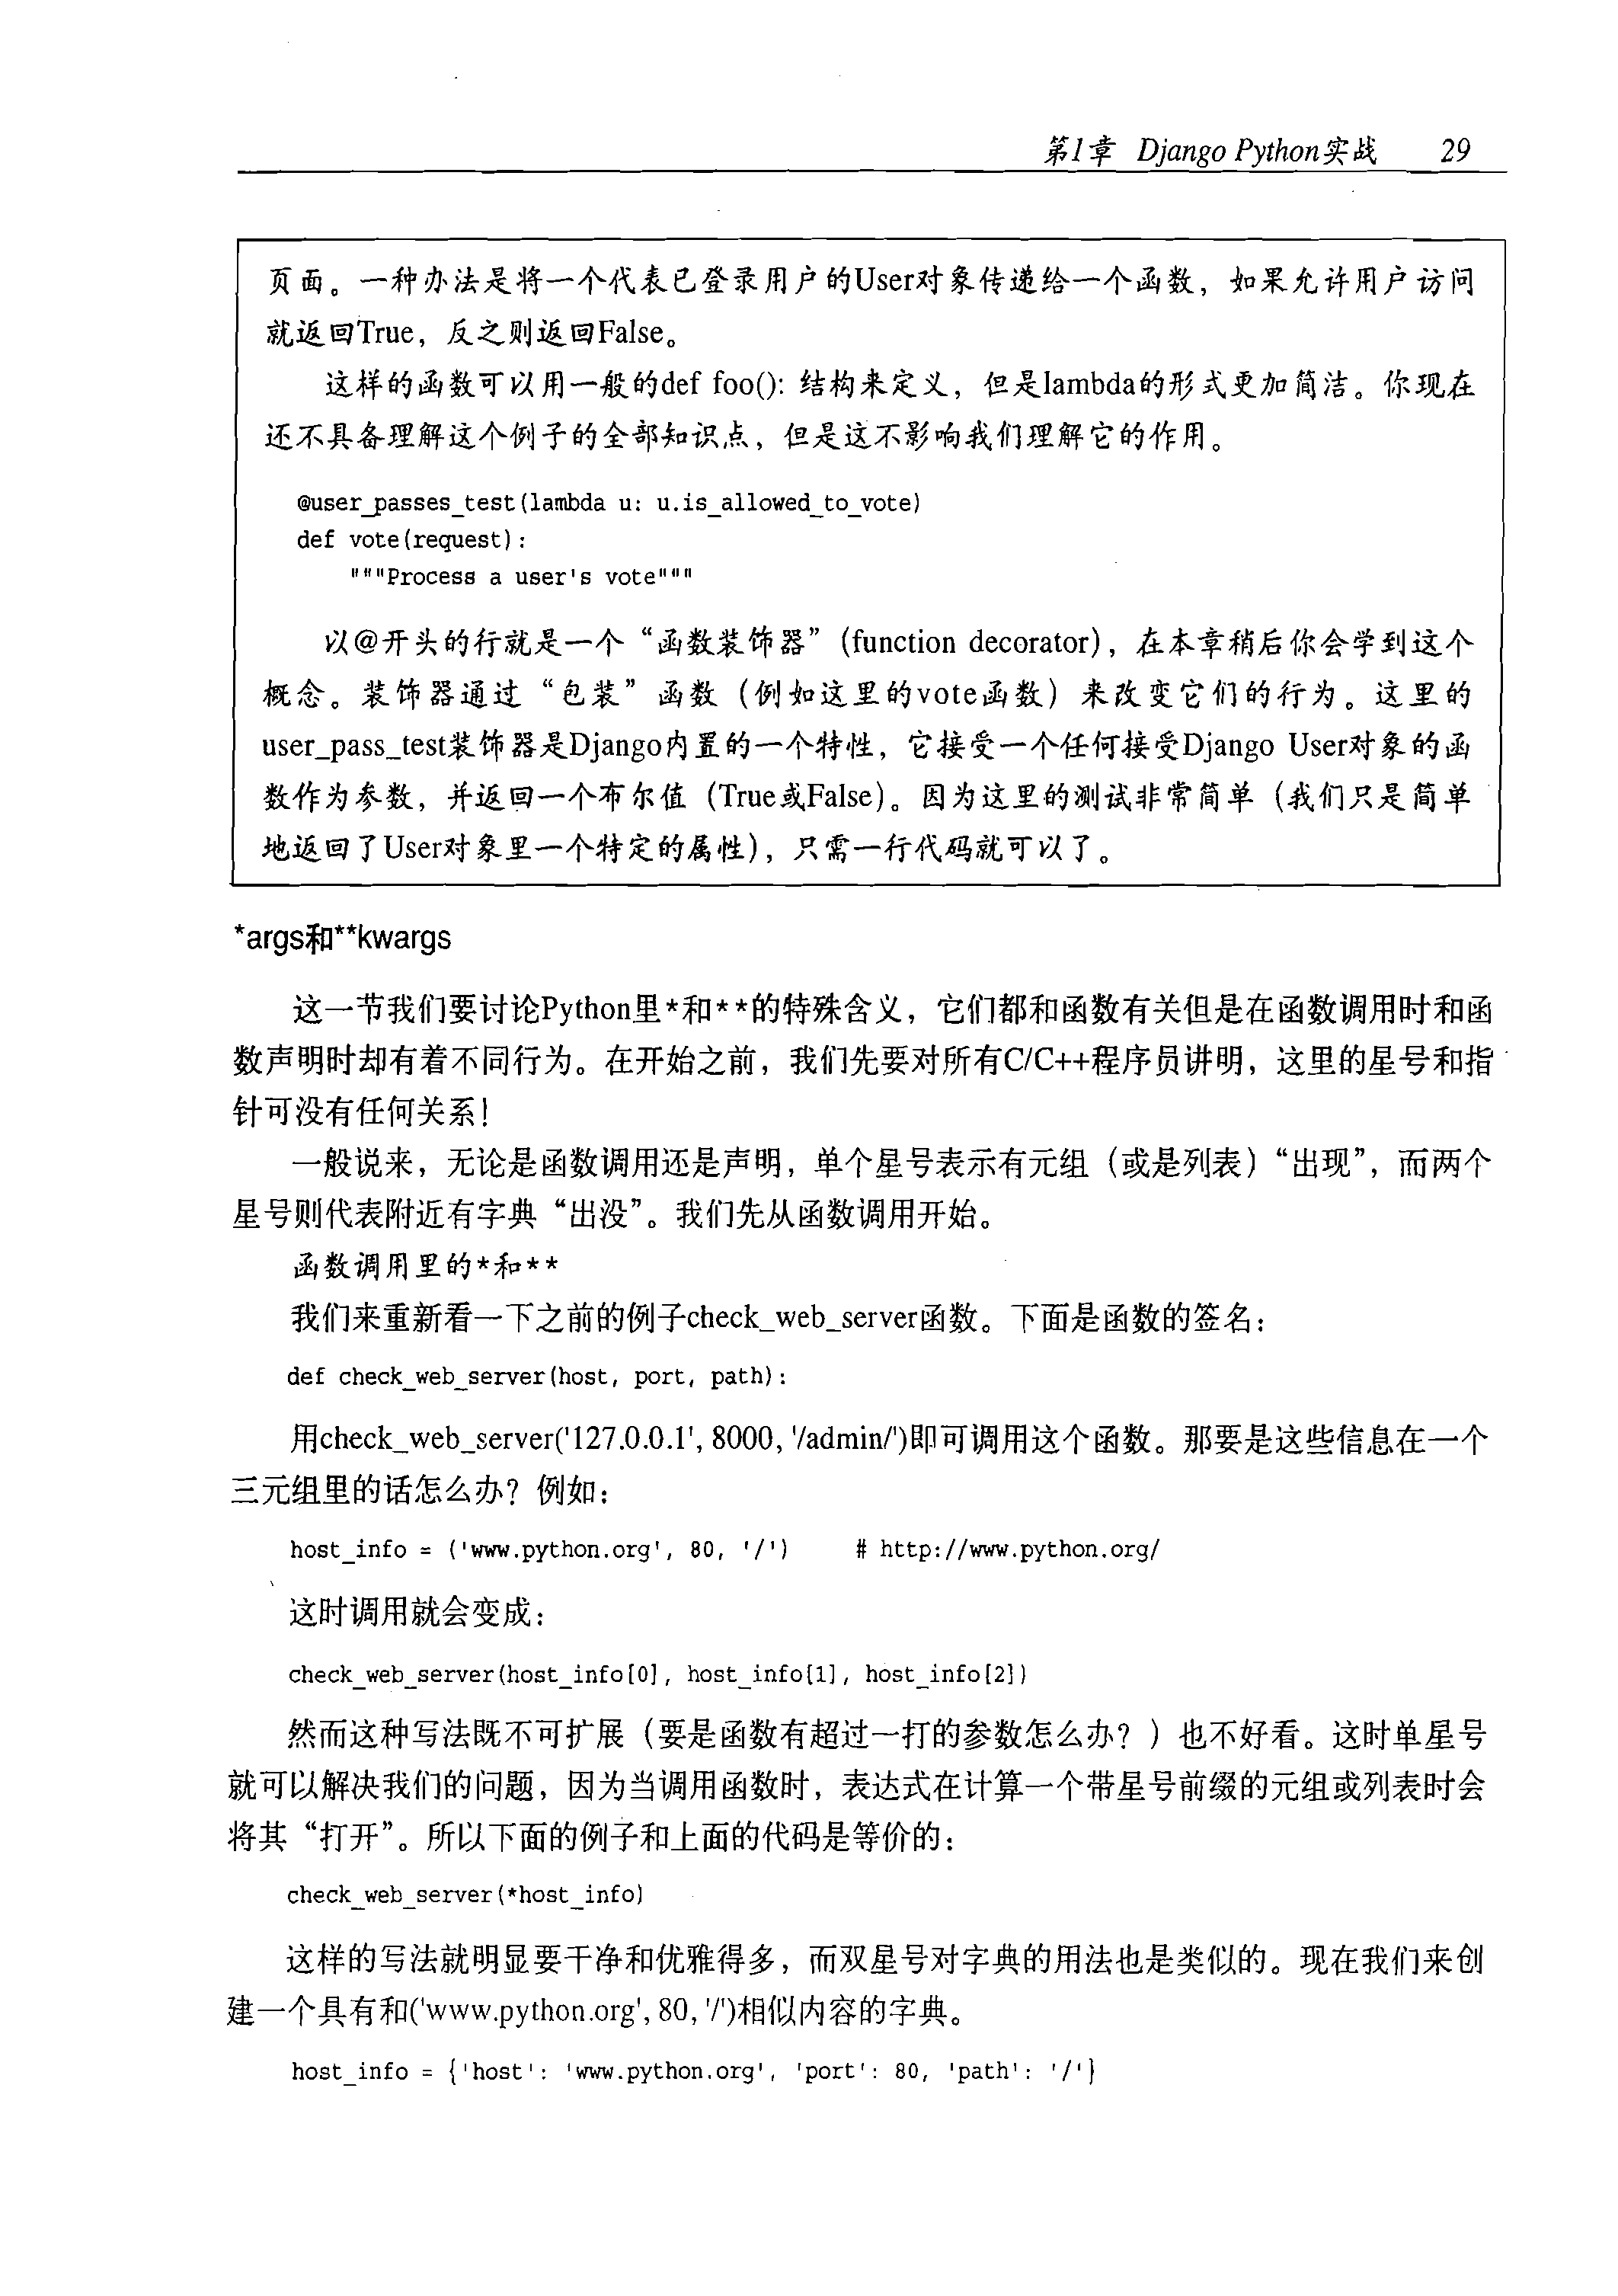 第1章 Django Python实战 29
页面。一种办法是将一个代表已登录用户的User对象传递给一个函数，如果允许用户访问
就返回True，反之则返回False。
这样的函数可以用一般的def foo(): 结构来定义，但是lambda的形式更加简洁。你现在
还不具备理解这个例子的全部知识点，但是这不影响我们理解它的作用。
@user_passes_test(lambda u: u.is_allowed_to_vote)
def vote(request):
    """Process a user's vote"""
以@开头的行就是一个“函数装饰器”(function decorator)，在本章稍后你会学到这个
概念。装饰器通过“包装”函数（例如这里的vote函数）来改变它们的行为。这里的
user_pass_test装饰器是Django内置的一个特性，它接受一个任何接受Django User对象的函
数作为参数，并返回一个布尔值（True或False）。因为这里的测试非常简单（我们只是简单
地返回了User对象里一个特定的属性），只需一行代码就可以了。
*args和**kwargs
这一节我们要讨论Python里*和**的特殊含义，它们都和函数有关但是在函数调用时和函
数声明时却有着不同行为。在开始之前，我们先要对所有C/C++程序员讲明，这里的星号和指
针可没有任何关系！
一般说来，无论是函数调用还是声明，单个星号表示有元组（或是列表）“出现”，而两个
星号则代表附近有字典“出没”。我们先从函数调用开始。
函数调用里的*和**
我们来重新看一下之前的例子check_web_server函数。下面是函数的签名：
def check_web_server(host, port, path):
用check_web_server('127.0.0.1', 8000, '/admin/')即可调用这个函数。那要是这些信息在一个
三元组里的话怎么办？例如：
host_info = ('www.python.org', 80, '/')    # http://www.python.org/
这时调用就会变成：
check_web_server(host_info[0], host_info[1], host_info[2])
然而这种写法既不可扩展（要是函数有超过一打的参数怎么办？）也不好看。这时单星号
就可以解决我们的问题，因为当调用函数时，表达式在计算一个带星号前缀的元组或列表时会
将其“打开”。所以下面的例子和上面的代码是等价的：
check_web_server(*host_info)
这样的写法就明显要干净和优雅得多，而双星号对字典的用法也是类似的。现在我们来创
建一个具有和('www.python.org', 80, '/')相似内容的字典。
host_info = {'host': 'www.python.org', 'port': 80, 'path': '/'}